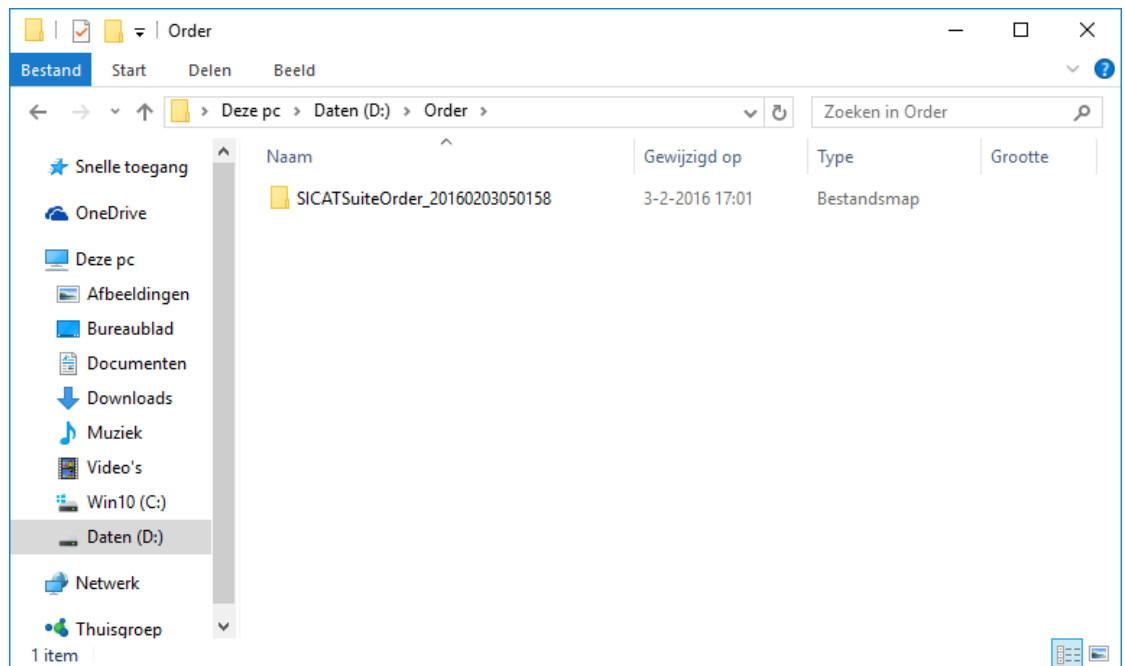 Order
Bestand Start Delen Beeld
Deze pc Daten (D:) Order Zoeken in Order
Naam Gewijzigd op Type Grootte
SICATSuiteOrder_20160203050158 3-2-2016 17:01 Bestandsmap
Snelle toegang
OneDrive
Deze pc
Afbeeldingen
Bureaublad
Documenten
Downloads
Muziek
Video's
Win10 (C:)
Daten (D:)
Netwerk
Thuisgroep
1 item